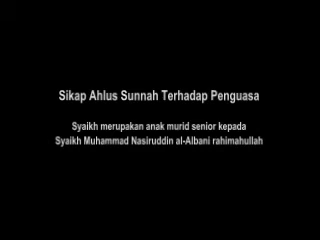 Sikap Ahlus Sunnah Terhadap Penguasa
Syaikh merupakan anak murid senior kepada
Syaikh Muhammad Nasiruddin al-Albani rahimahullah